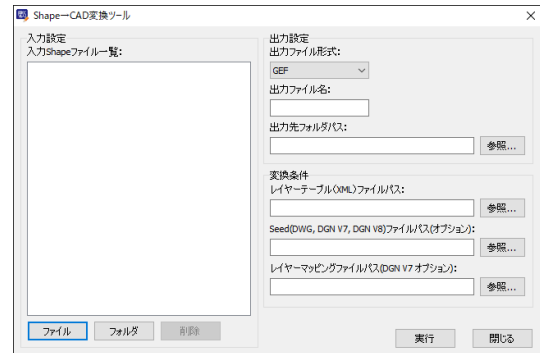 Shape→CAD変換ツール
入力設定
入力Shapeファイル一覧:
ファイル
フォルダ
削除
出力設定
出力ファイル形式:
GEF
出力ファイル名:
出力先フォルダパス:
参照...
変換条件
レイヤーテーブル(XML)ファイルパス:
参照...
Seed(DWG, DGN V7, DGN V8)ファイルパス(オプション):
参照...
レイヤーマッピングファイルパス(DGN V7 オプション):
参照...
実行
閉じる